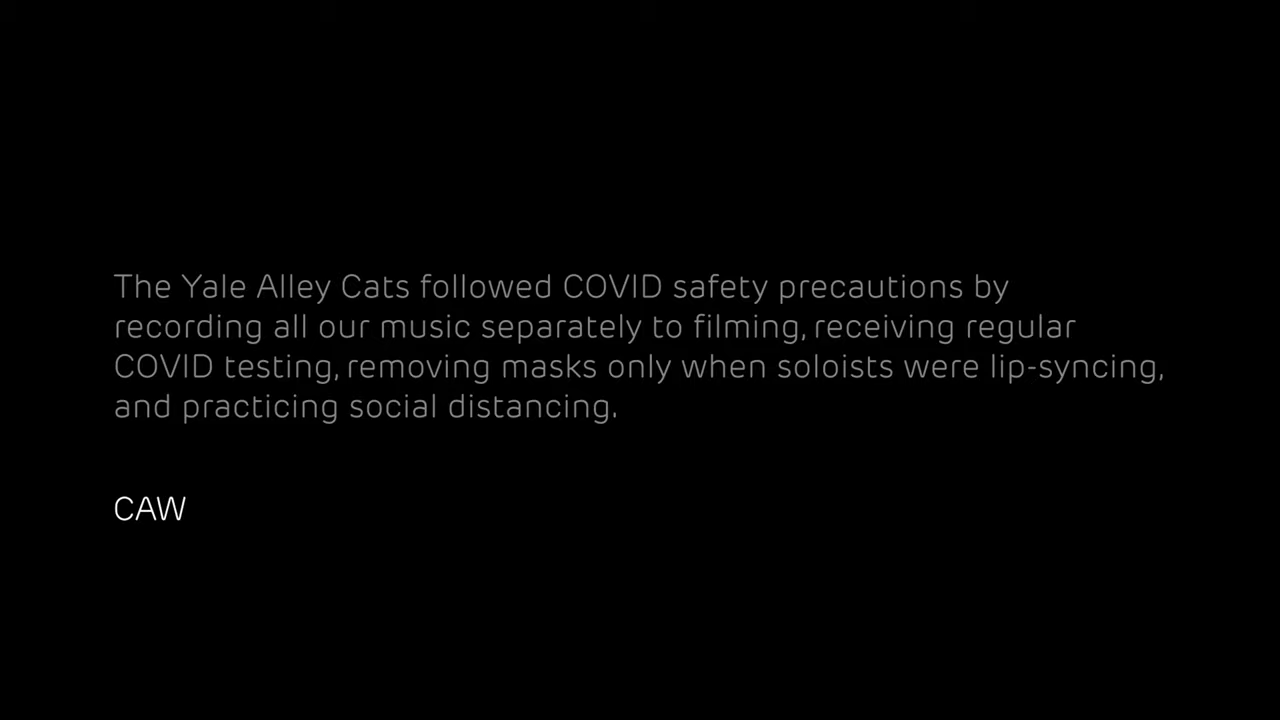 The Yale Alley Cats followed COVID safety precautions by
recording all our music separately to filming, receiving regular
COVID testing, removing masks only when soloists were lip-syncing,
and practicing social distancing.
CAW